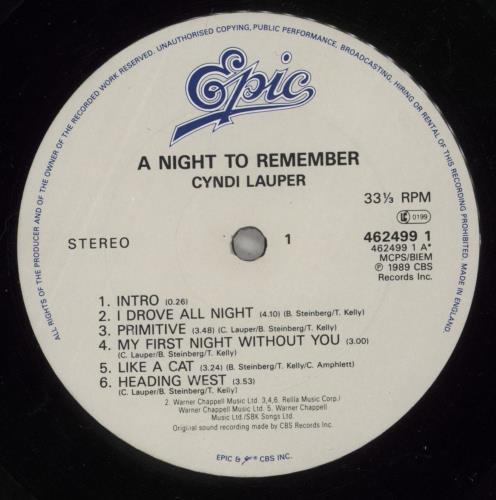 ALL RIGHTS OF THE PRODUCER AND OF THE OWNER OF THE RECORDED WORK RESERVED. UNAUTHORISED COPYING, PUBLIC PERFORMANCE, BROADCASTING, HIRING OR RENTAL OF THIS RECORDING PROHIBITED. MADE IN ENGLAND.
Epic
A NIGHT TO REMEMBER
CYNDI LAUPER
33⅓ RPM
LC 0199
STEREO
1
462499 1
462499 1 A*
MCPS/BIEM
℗ 1989 CBS
Records Inc.
1. INTRO (0.26)
2. I DROVE ALL NIGHT (4.10) (B. Steinberg/T. Kelly)
3. PRIMITIVE (3.48) (C. Lauper/B. Steinberg/T. Kelly)
4. MY FIRST NIGHT WITHOUT YOU (3.00)
(C. Lauper/B. Steinberg/T. Kelly)
5. LIKE A CAT (3.24) (B. Steinberg/T. Kelly/C. Amphlett)
6. HEADING WEST (3.53)
(C. Lauper/B. Steinberg/T. Kelly)
2. Warner Chappell Music Ltd. 3,4,6. Rella Music Corp./
Warner Chappell Music Ltd. 5. Warner Chappell
Music Ltd./SBK Songs Ltd.
Original sound recording made by CBS Records Inc.
EPIC & CBS INC.